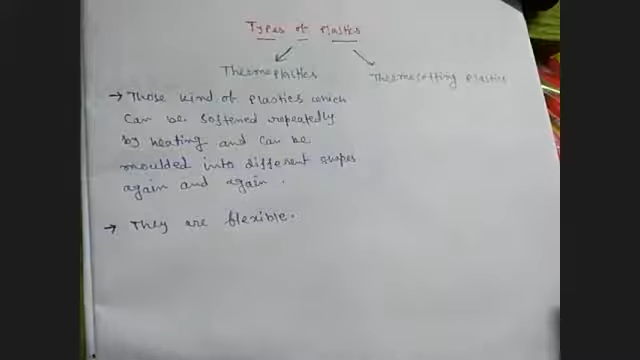 Types of Plastics
Thermoplastics
Thermosetting Plastics
→ Those kind of plastics which
can be softened repeatedly
by heating and can be
moulded into different shapes
again and again.
→ They are flexible.